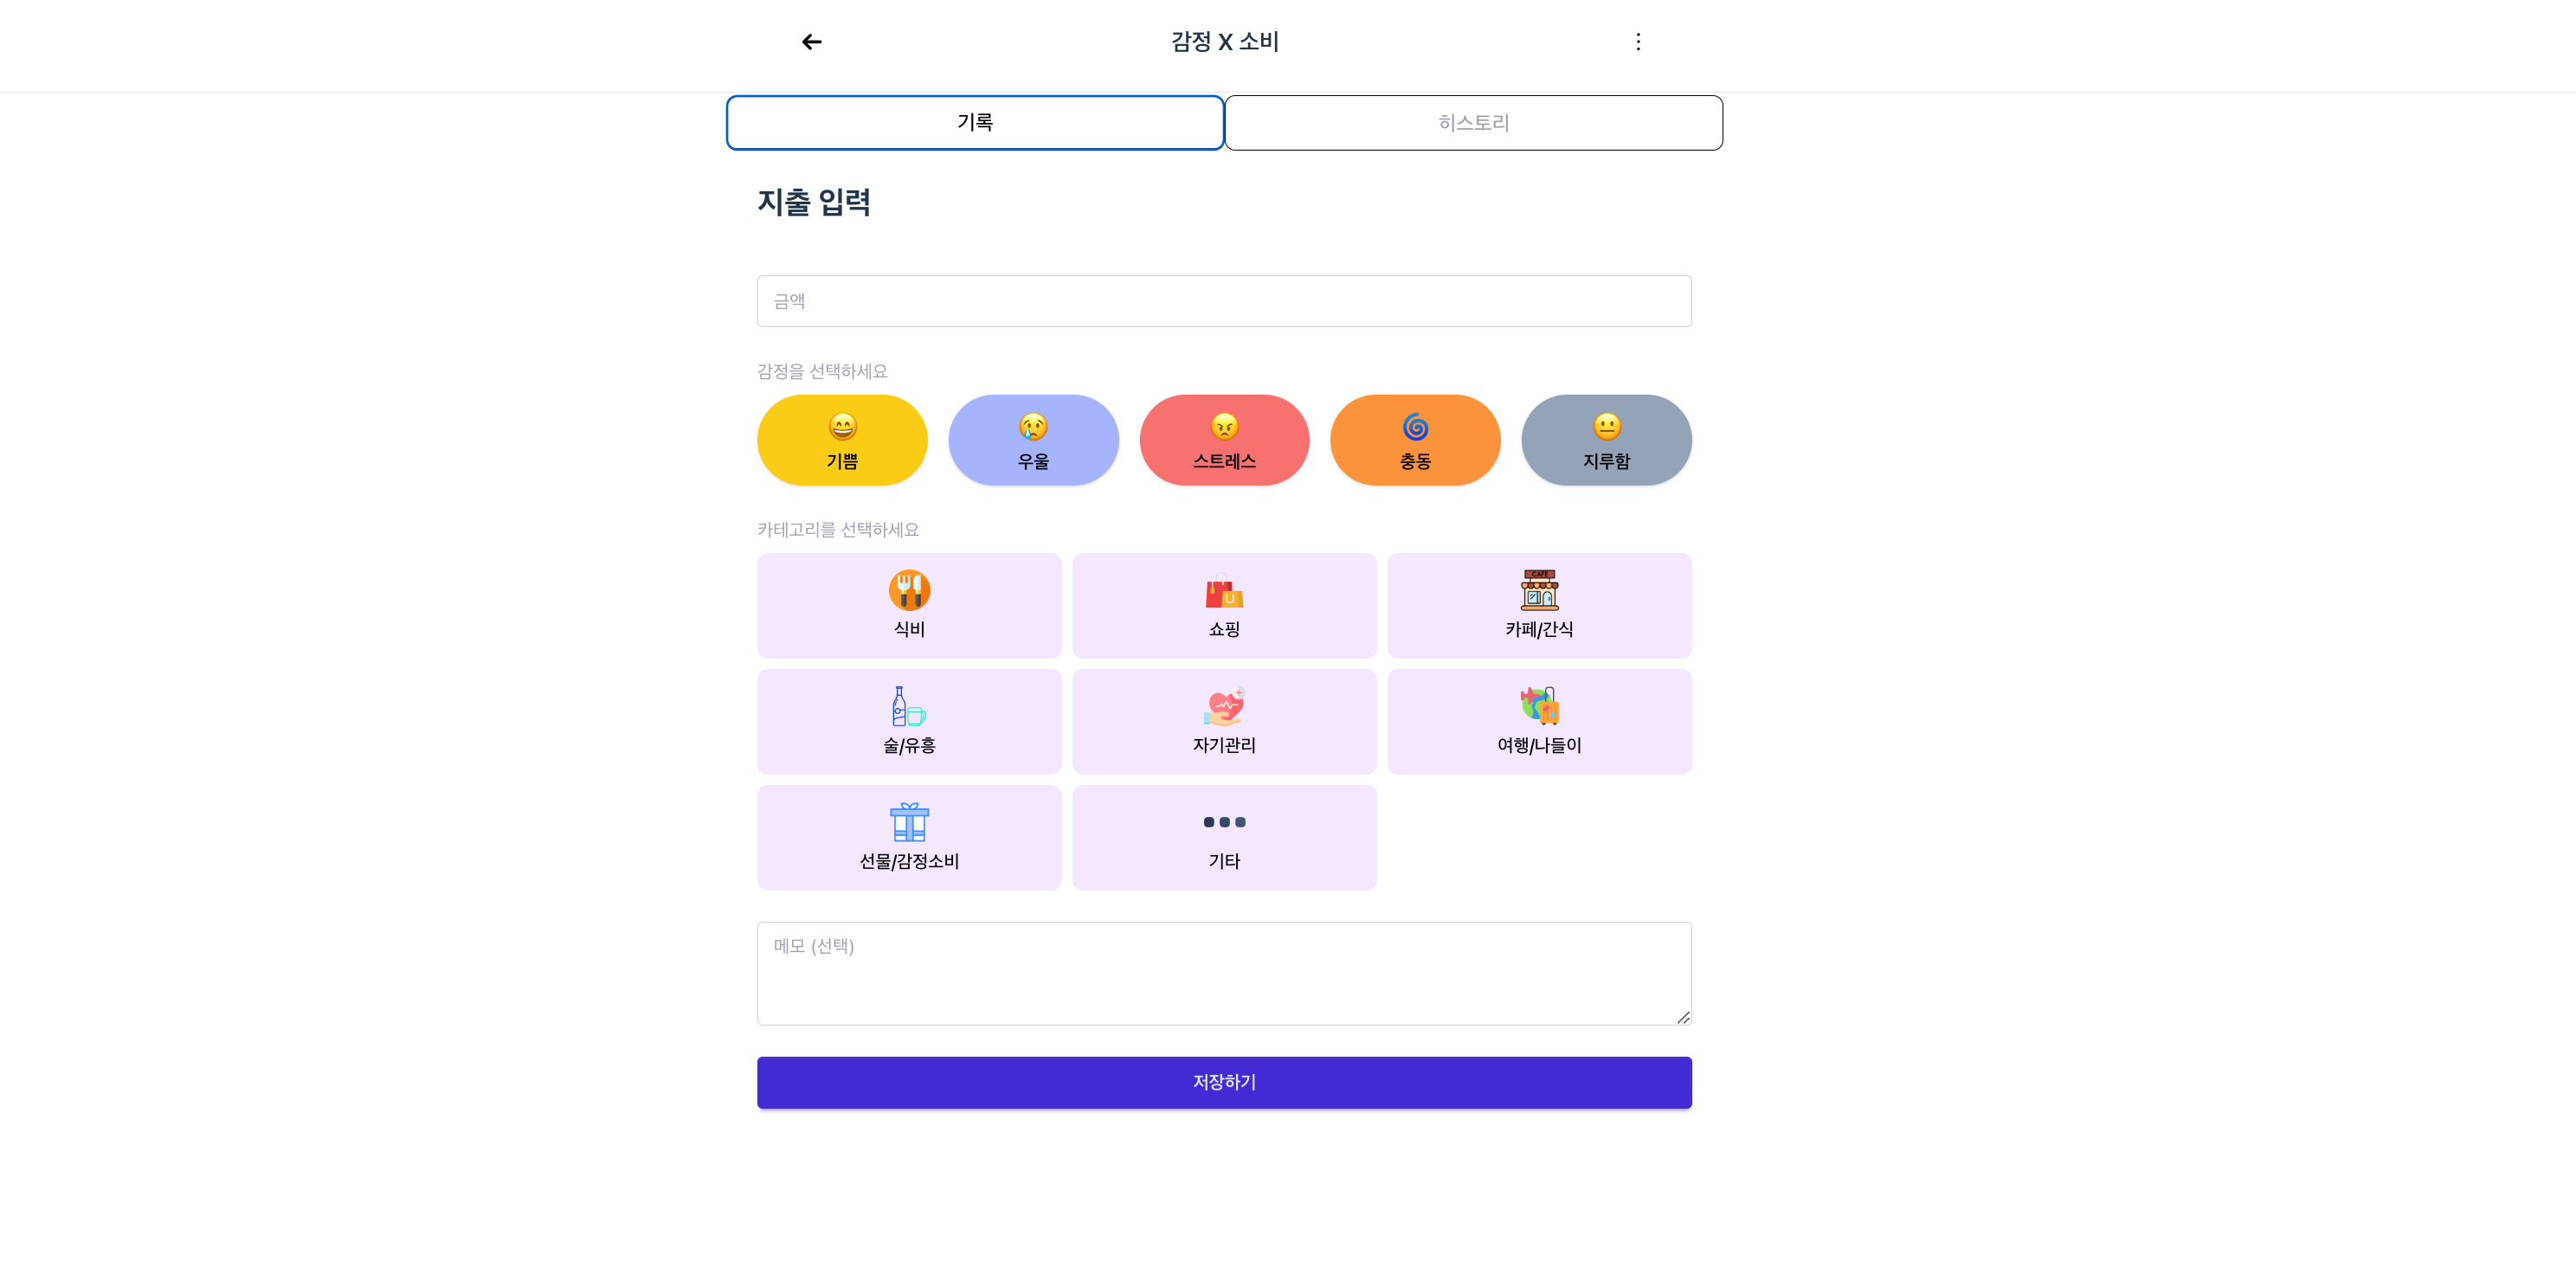 감정 X 소비
기록
히스토리
지출 입력
금액
감정을 선택하세요
기쁨
우울
스트레스
충동
지루함
카테고리를 선택하세요
식비
쇼핑
CAFE
카페/간식
술/유흥
자기관리
여행/나들이
선물/감정소비
기타
메모 (선택)
저장하기